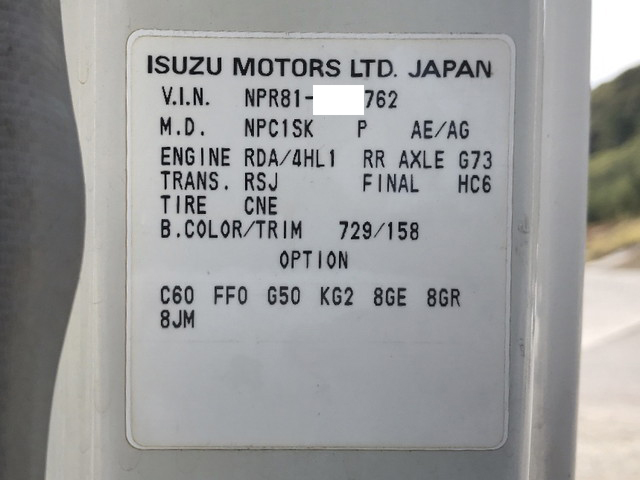 ISUZU MOTORS LTD. JAPAN
V.I.N. NPR81- 762
M.D. NPC1SK P AE/AG
ENGINE RDA/4HL1 RR AXLE G73
TRANS. RSJ FINAL HC6
TIRE CNE
B.COLOR/TRIM 729/158
OPTION
C60 FF0 G50 KG2 8GE 8GR
8JM